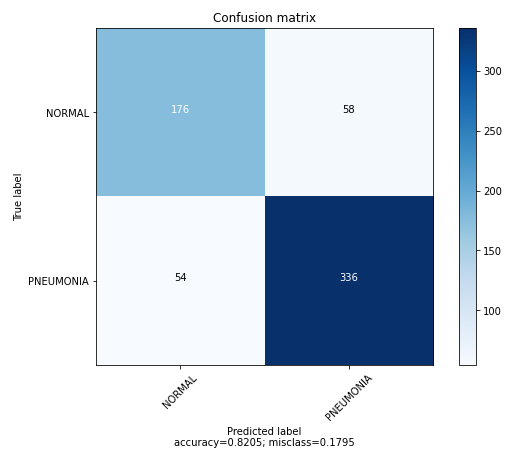 Confusion matrix
NORMAL
176
58
PNEUMONIA
54
336
True label
NORMAL
PNEUMONIA
Predicted label
accuracy=0.8205; misclass=0.1795
300
250
200
150
100